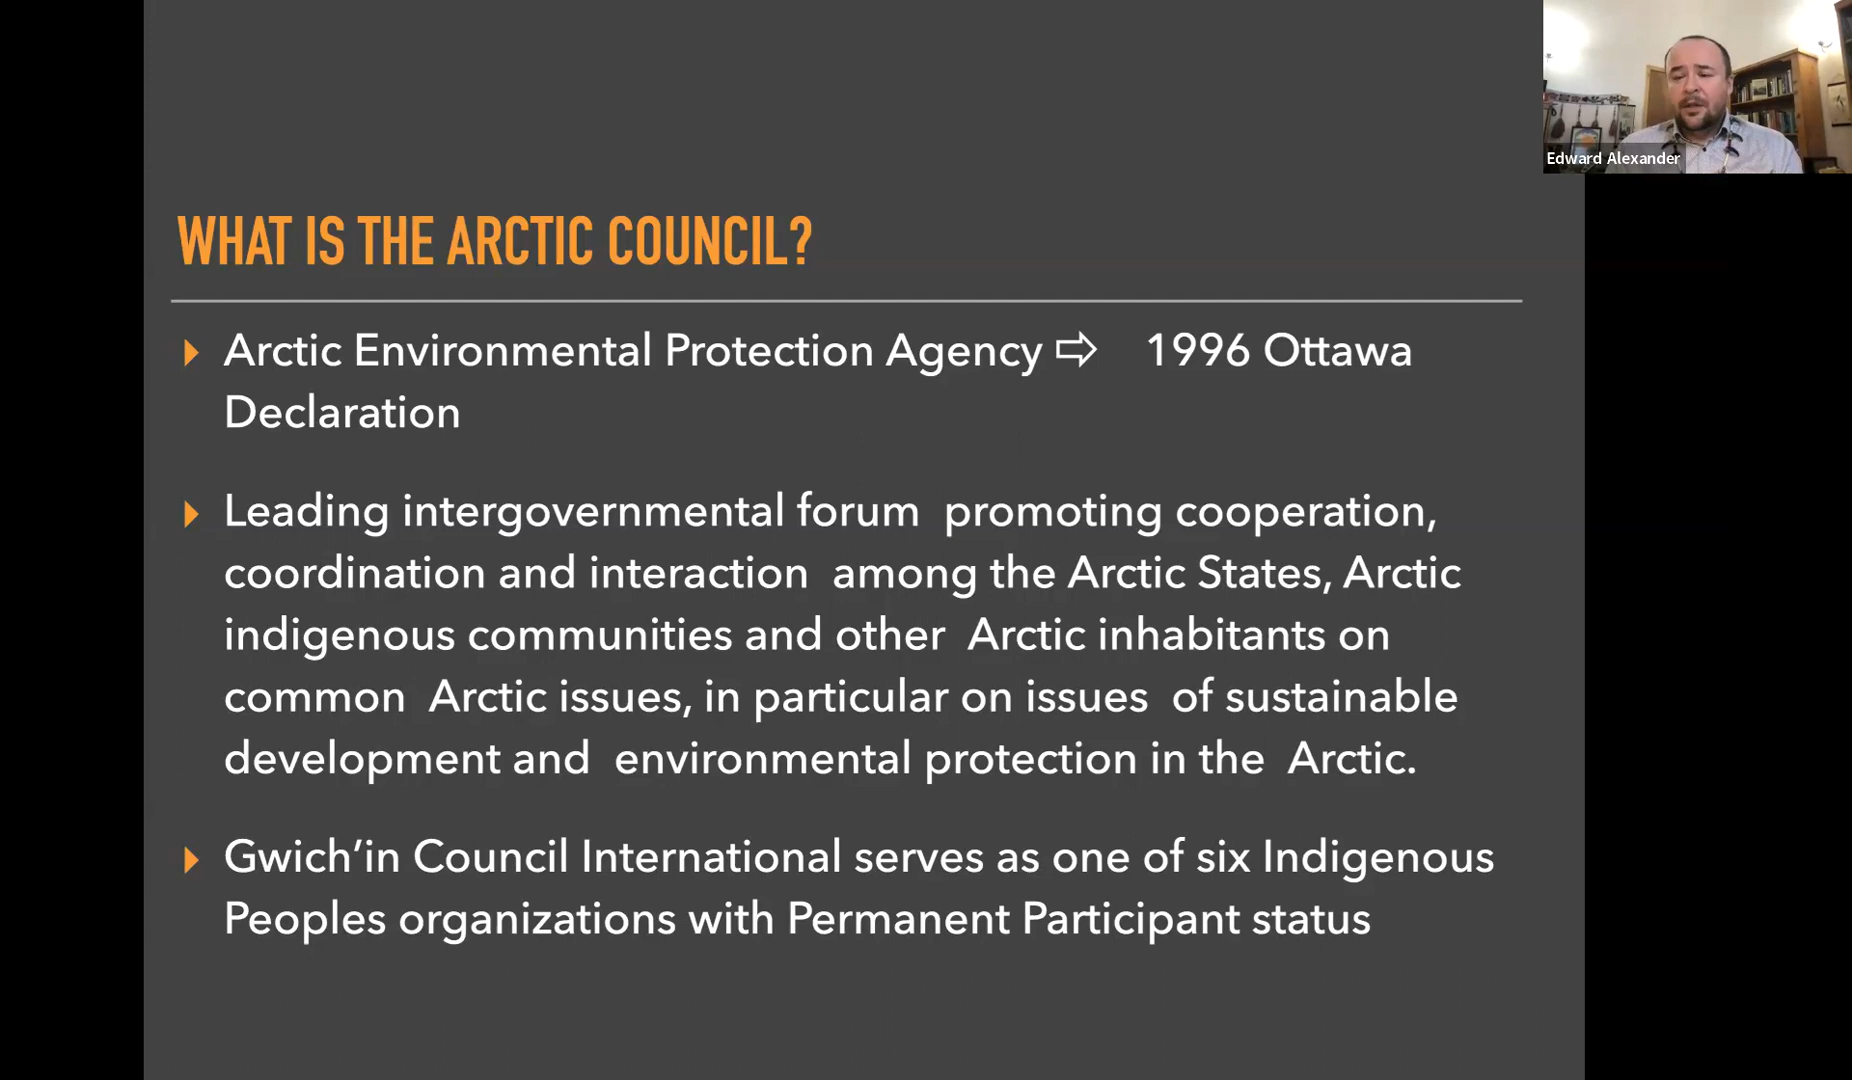 WHAT IS THE ARCTIC COUNCIL?
Arctic Environmental Protection Agency ⇨ 1996 Ottawa
Declaration
Leading intergovernmental forum promoting cooperation,
coordination and interaction among the Arctic States, Arctic
indigenous communities and other Arctic inhabitants on
common Arctic issues, in particular on issues of sustainable
development and environmental protection in the Arctic.
Gwich’in Council International serves as one of six Indigenous
Peoples organizations with Permanent Participant status
Edward Alexander